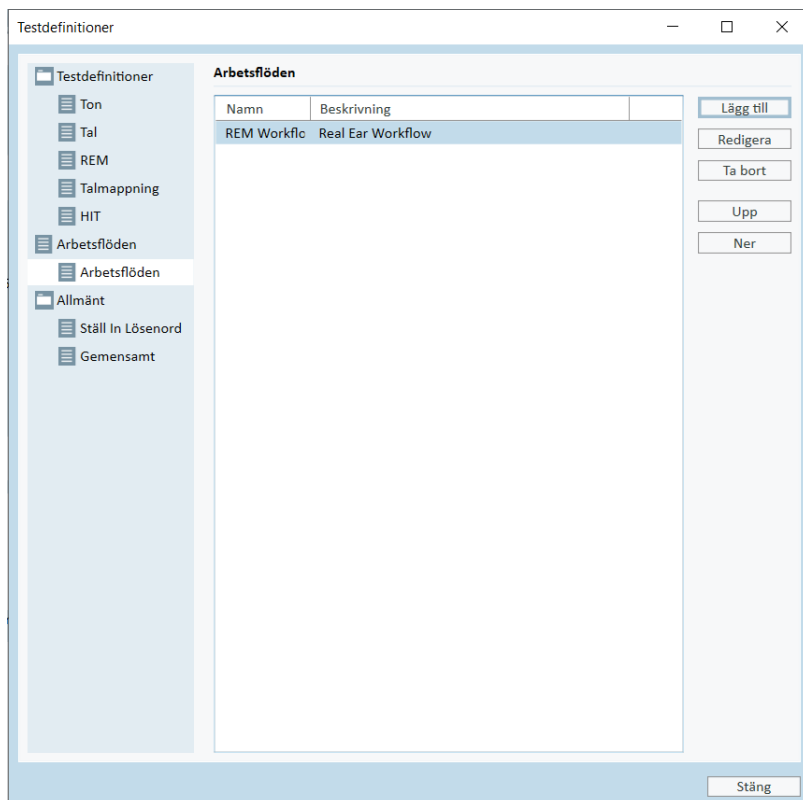 Testdefinitioner
Testdefinitioner
Ton
Tal
REM
Talmappning
HIT
Arbetsflöden
Arbetsflöden
Allmänt
Ställ In Lösenord
Gemensamt
Arbetsflöden
Namn Beskrivning
REM Workflc Real Ear Workflow
Lägg till
Redigera
Ta bort
Upp
Ner
Stäng